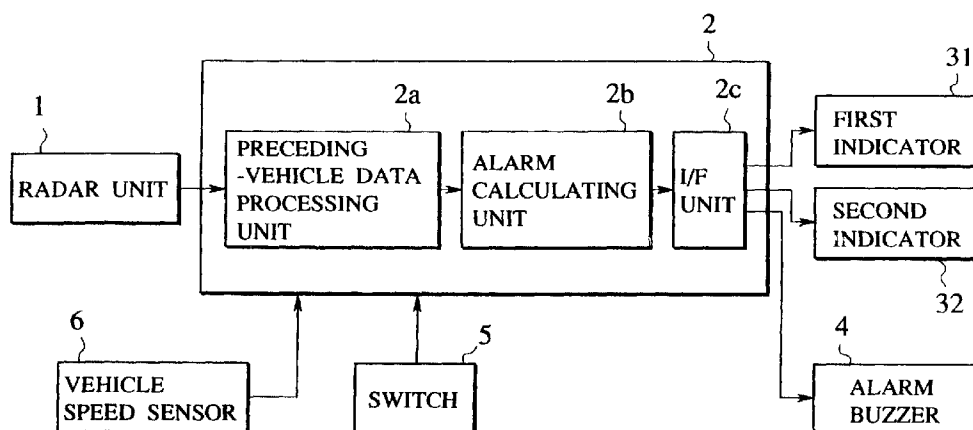 2
31
1
2a
2b
2c
FIRST
INDICATOR
RADAR UNIT
PRECEDING
-VEHICLE DATA
PROCESSING
UNIT
ALARM
CALCULATING
UNIT
I/F
UNIT
SECOND
INDICATOR
32
6
5
4
VEHICLE
SPEED SENSOR
SWITCH
ALARM
BUZZER